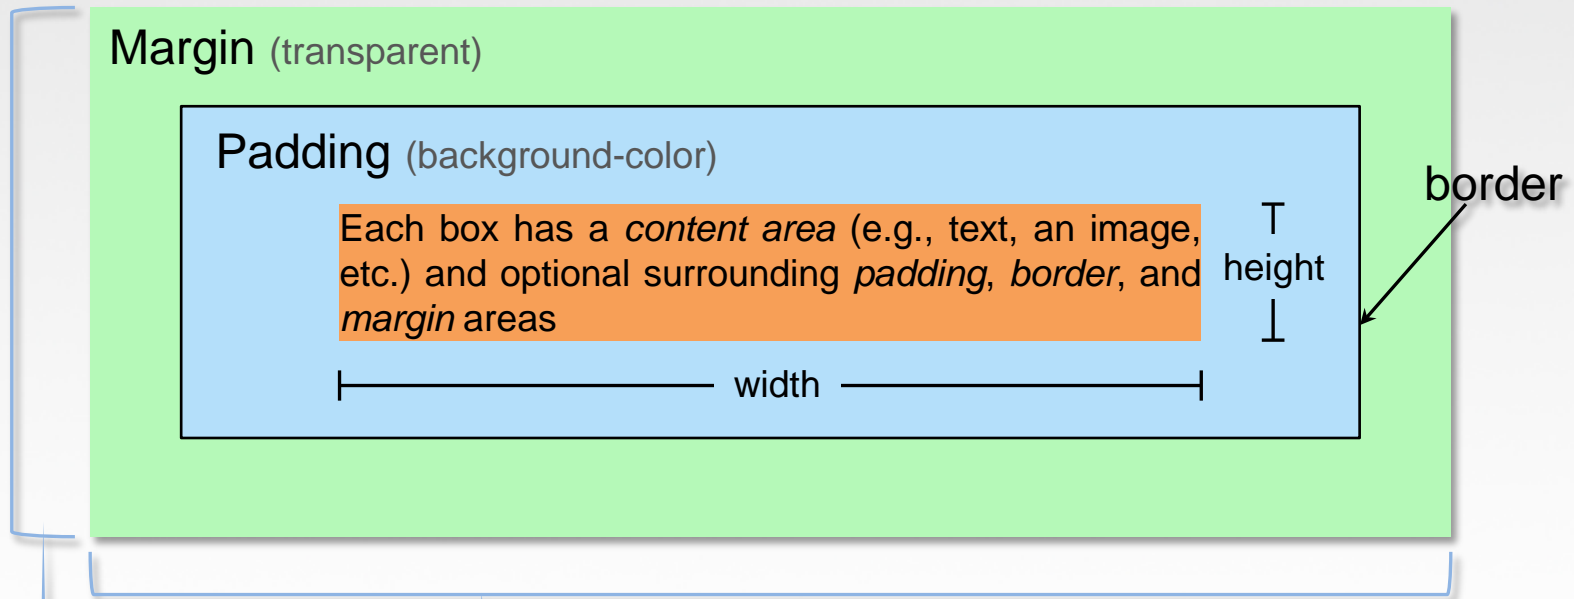 Margin (transparent)
Padding (background-color)
border
Each box has a content area (e.g., text, an image,
etc.) and optional surrounding padding, border, and
margin areas
height
width